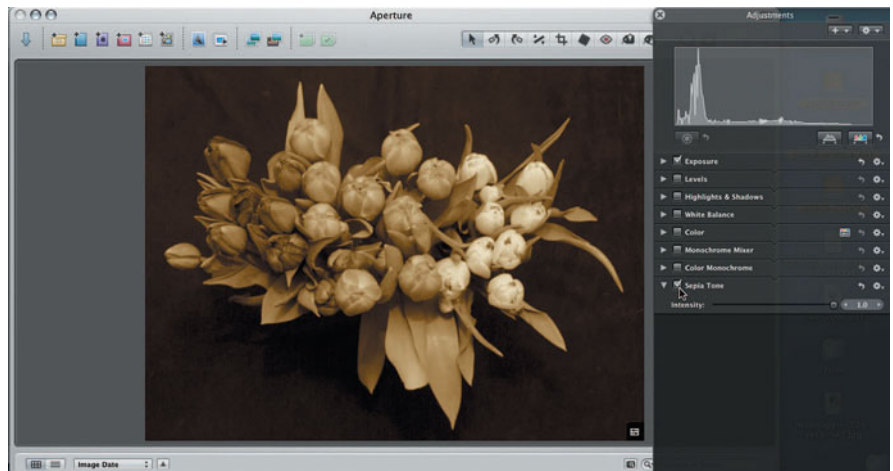 Aperture
Adjustments
Exposure
Levels
Highlights & Shadows
White Balance
Color
Monochrome Mixer
Color Monochrome
Sepia Tone
Intensity:
1.0
Image Date